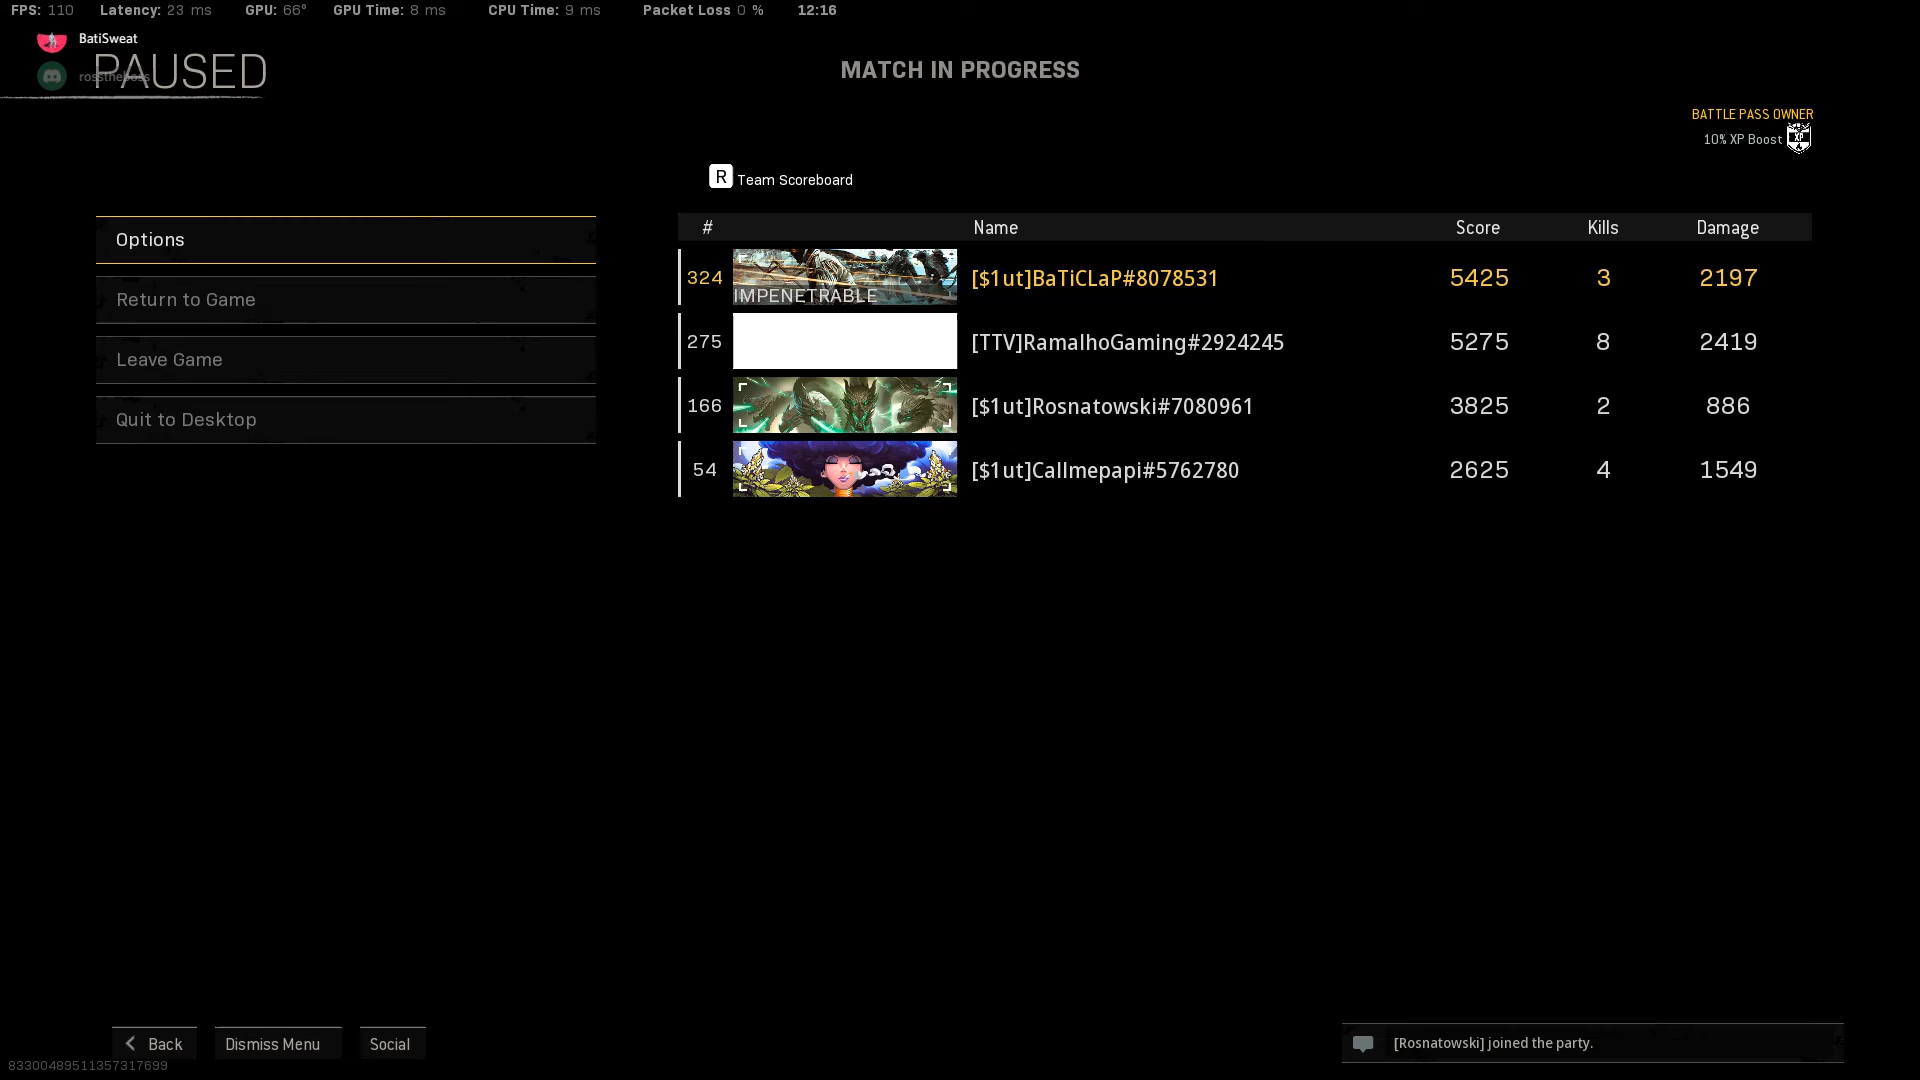 FPS: 110 Latency: 23 ms GPU: 66° GPU Time: 8 ms CPU Time: 9 ms Packet Loss 0 % 12:16
BatiSweat
rosstheboss
PAUSED
MATCH IN PROGRESS
BATTLE PASS OWNER
10% XP Boost XP
R Team Scoreboard
Options
Return to Game
Leave Game
Quit to Desktop
# Name Score Kills Damage
324 IMPENETRABLE [$1ut]BaTiCLaP#8078531 5425 3 2197
275 [TTV]RamalhoGaming#2924245 5275 8 2419
166 [$1ut]Rosnatowski#7080961 3825 2 886
54 [$1ut]Callmepapi#5762780 2625 4 1549
Back Dismiss Menu Social
[Rosnatowski] joined the party.
83300489511357317699